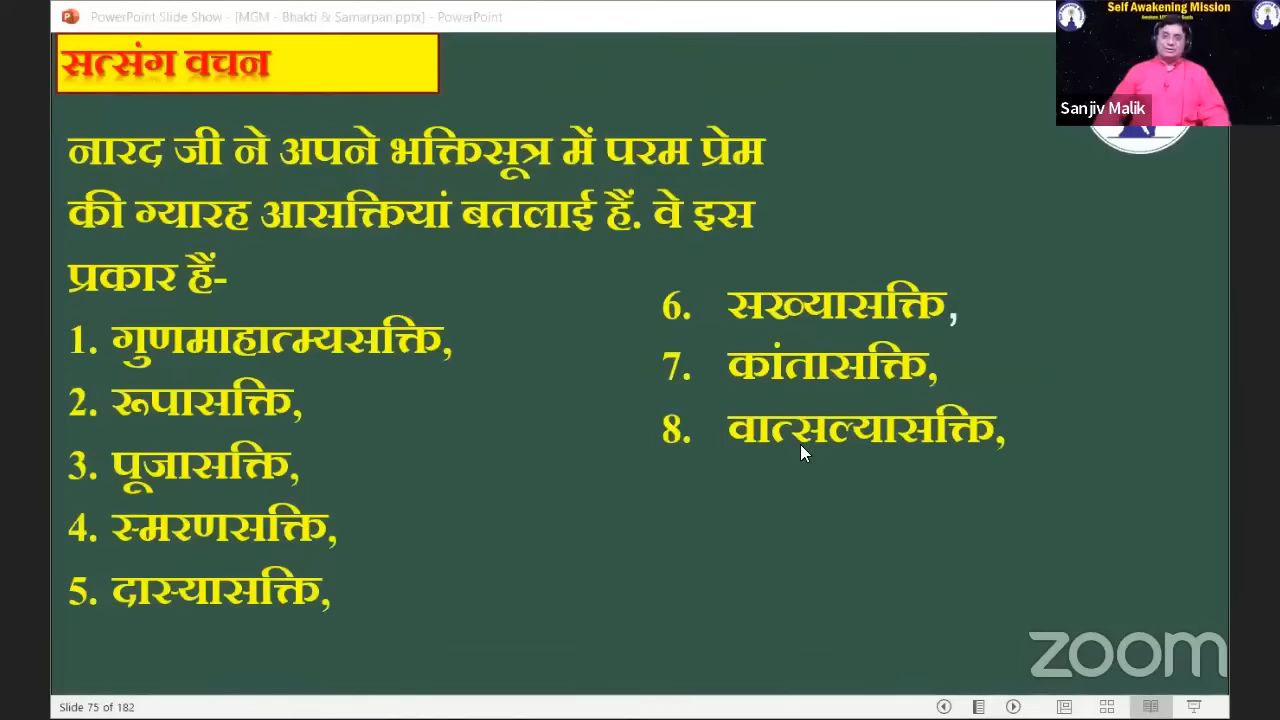 PowerPoint Slide Show - [MGM - Bhakti & Samarpan.pptx] - PowerPoint
Self Awakening Mission
Sanjiv Malik
सत्संग वचन
नारद जी ने अपने भक्तिसूत्र में परम प्रेम
की ग्यारह आसक्तियां बतलाई हैं. वे इस
प्रकार हैं-
1. गुणमाहात्म्यसक्ति,
2. रूपासक्ति,
3. पूजासक्ति,
4. स्मरणसक्ति,
5. दास्यासक्ति,
6. सख्यासक्ति,
7. कांतासक्ति,
8. वात्सल्यासक्ति,
zoom
Slide 75 of 182